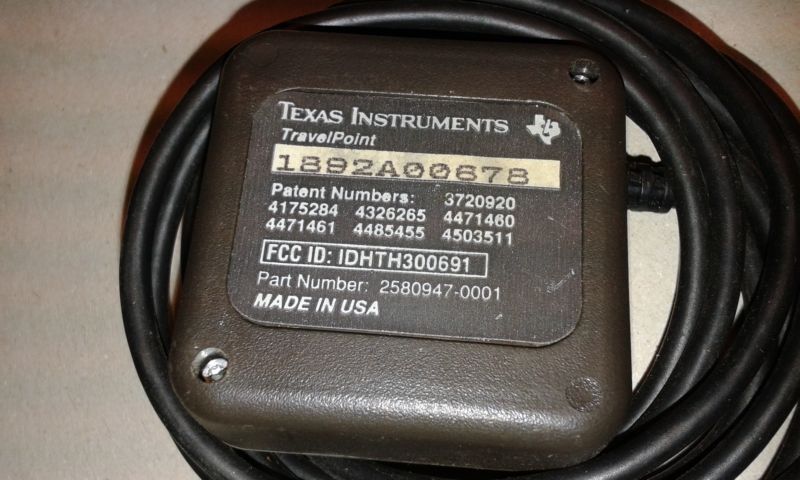 TEXAS INSTRUMENTS
TravelPoint
1892A00878
Patent Numbers: 3720920
4175284 4326265 4471460
4471461 4485455 4503511
FCC ID: IDHTH300691
Part Number: 2580947-0001
MADE IN USA